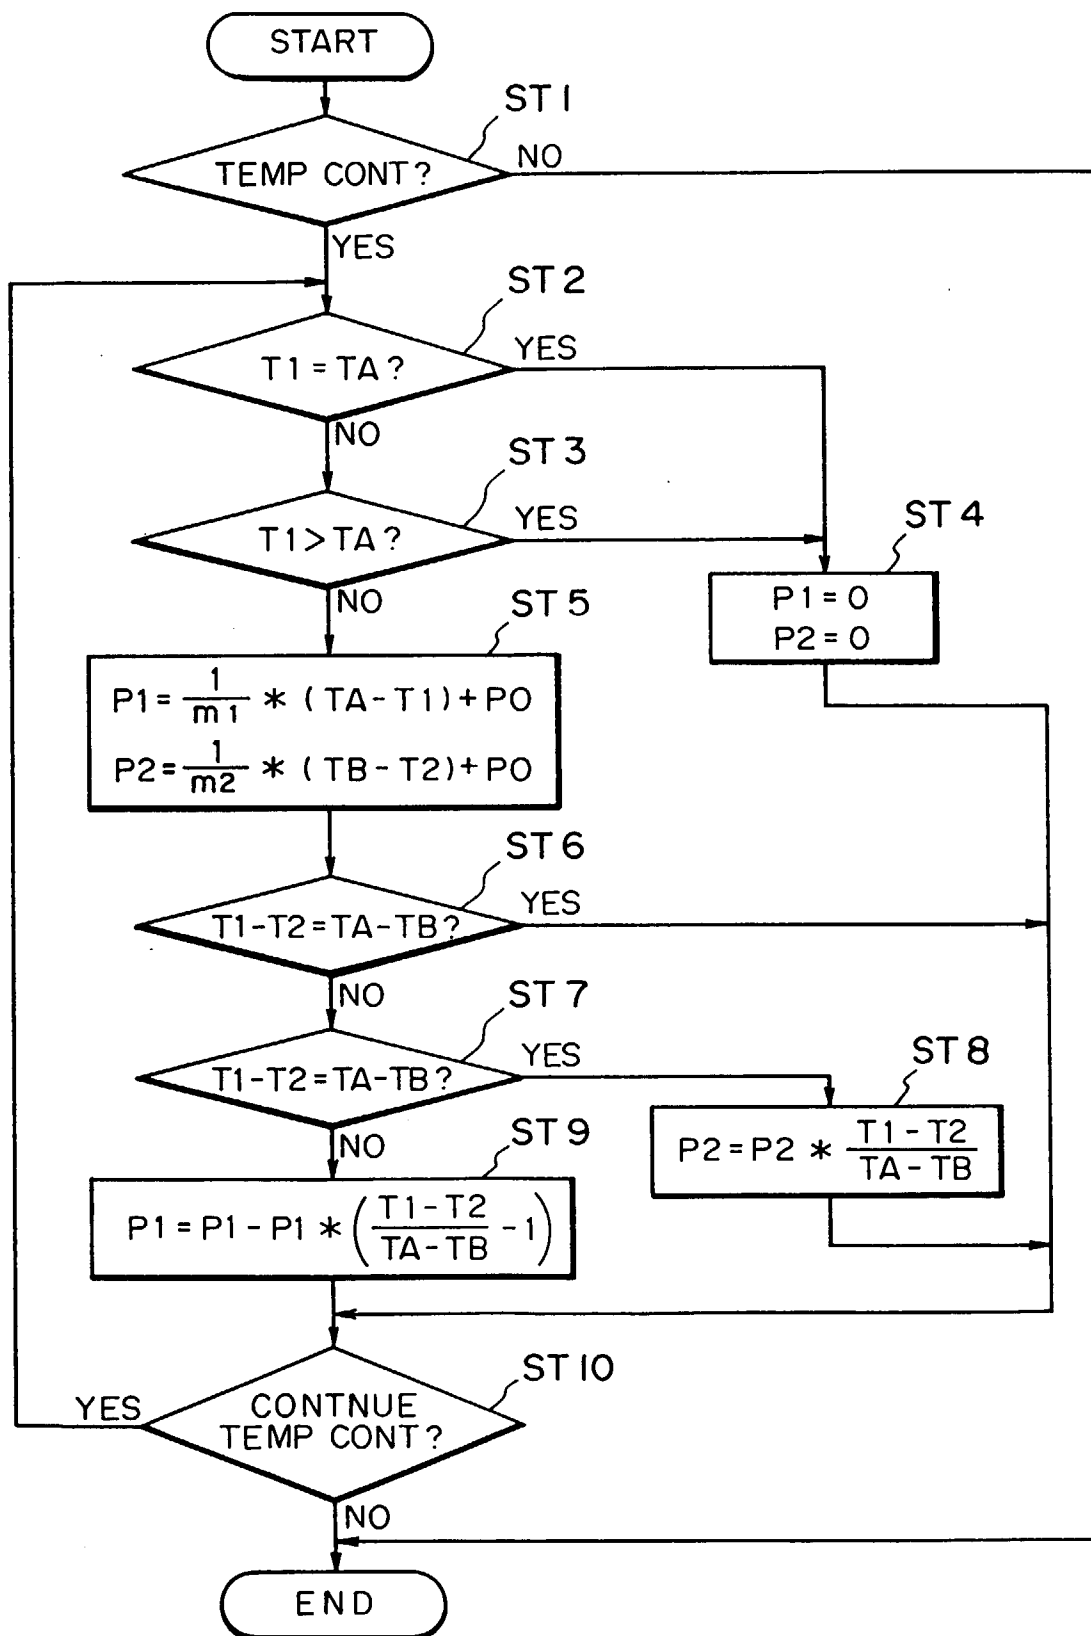 START
ST1
TEMP CONT?
NO
YES
ST2
T1=TA?
YES
NO
ST3
T1>TA?
YES
NO
ST4
P1=0
P2=0
ST5
P1=1/m1*(TA-T1)+PO
P2=1/m2*(TB-T2)+PO
ST6
T1-T2=TA-TB?
YES
NO
ST7
T1-T2=TA-TB?
YES
NO
ST8
P2=P2*T1-T2/TA-TB
ST9
P1=P1-P1*(T1-T2/TA-TB-1)
ST10
CONTNUE
TEMP CONT?
YES
NO
END